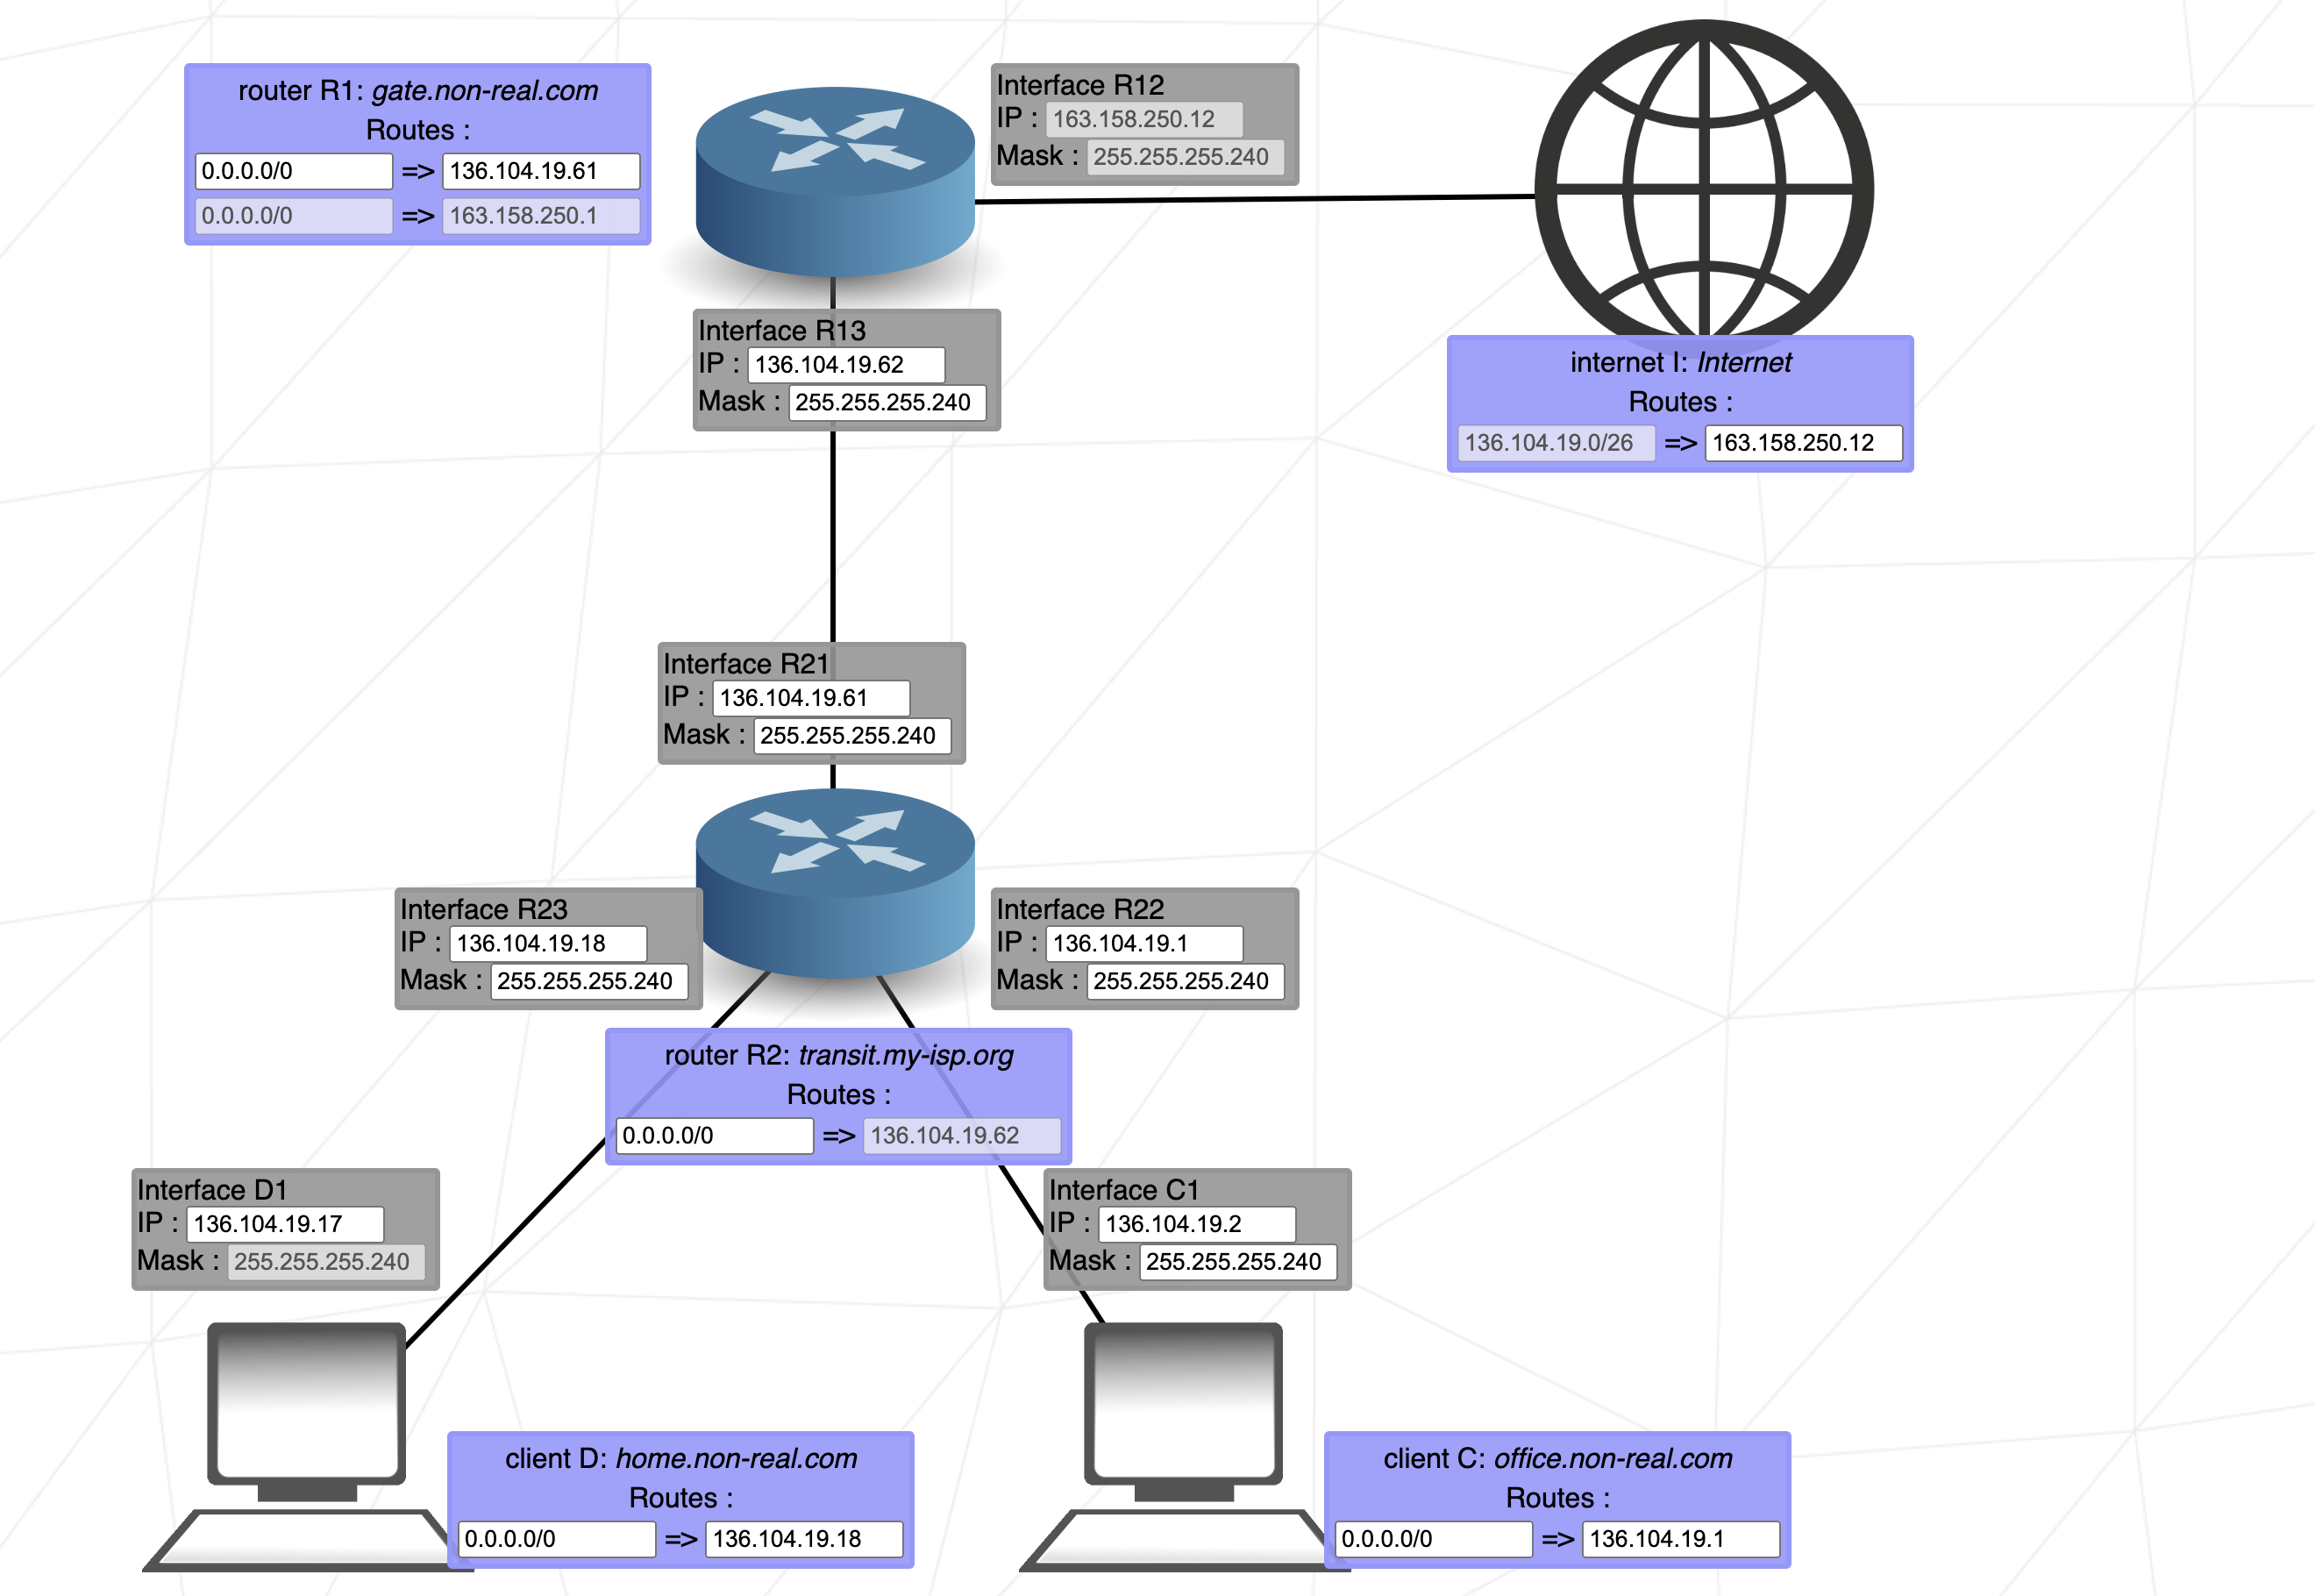 router R1: gate.non-real.com
Routes :
0.0.0.0/0 => 136.104.19.61
0.0.0.0/0 => 163.158.250.1
Interface R12
IP : 163.158.250.12
Mask : 255.255.255.240
Interface R13
IP : 136.104.19.62
Mask : 255.255.255.240
internet I: Internet
Routes :
136.104.19.0/26 => 163.158.250.12
Interface R21
IP : 136.104.19.61
Mask : 255.255.255.240
Interface R23
IP : 136.104.19.18
Mask : 255.255.255.240
Interface R22
IP : 136.104.19.1
Mask : 255.255.255.240
router R2: transit.my-isp.org
Routes :
0.0.0.0/0 => 136.104.19.62
Interface D1
IP : 136.104.19.17
Mask : 255.255.255.240
Interface C1
IP : 136.104.19.2
Mask : 255.255.255.240
client D: home.non-real.com
Routes :
0.0.0.0/0 => 136.104.19.18
client C: office.non-real.com
Routes :
0.0.0.0/0 => 136.104.19.1